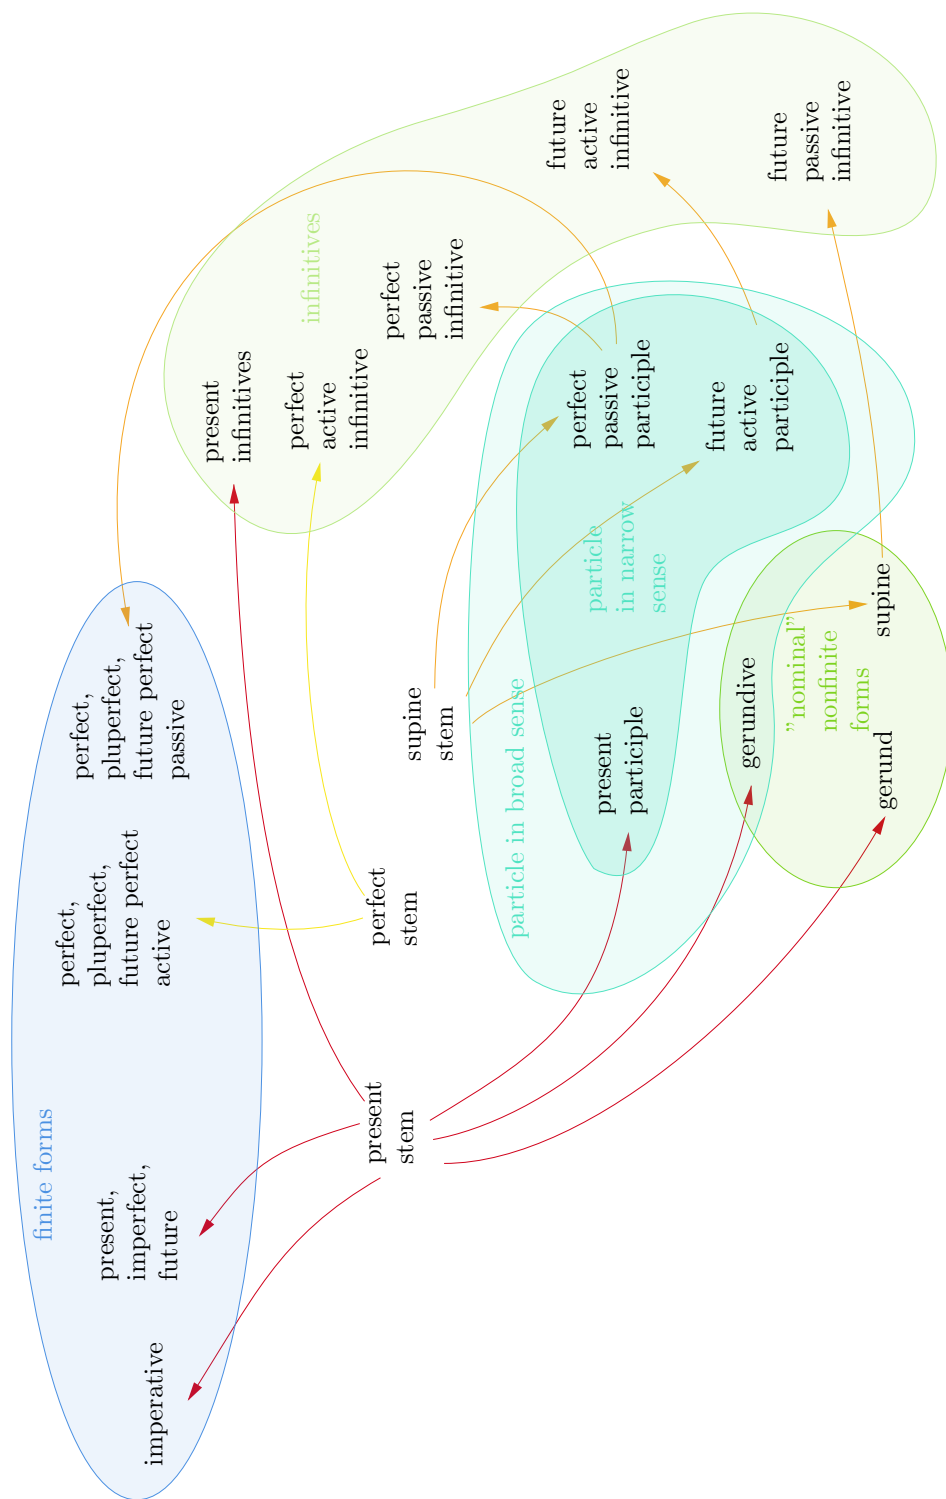 finite forms
imperative
present,
imperfect,
future
perfect,
pluperfect,
future perfect
active
perfect,
pluperfect,
future perfect
passive
present
infinitives
perfect
active
infinitive
infinitives
perfect
passive
infinitive
future
active
infinitive
future
passive
infinitive
present
stem
perfect
stem
supine
stem
particle in broad sense
present
participle
particle
in narrow
sense
perfect
passive
participle
future
active
participle
gerundive
”nominal”
nonfinite
forms
gerund
supine